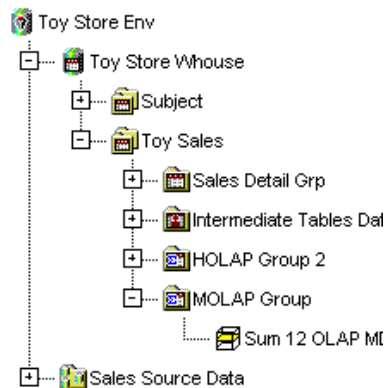 Toy Store Env
Toy Store Whouse
Subject
Toy Sales
Sales Detail Grp
Intermediate Tables Dat
HOLAP Group 2
MOLAP Group
Sum 12 OLAP MD
Sales Source Data